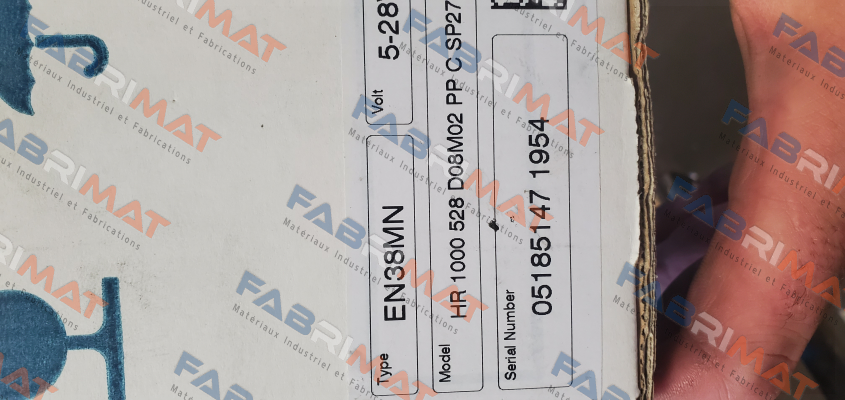 Type
EN38MN
Volt
5-28
Model
HR 1000 528 D08M02 PP C SP27
Serial Number
05185147 1954
FABRIMAT
Matériaux Industriel et Fabrications